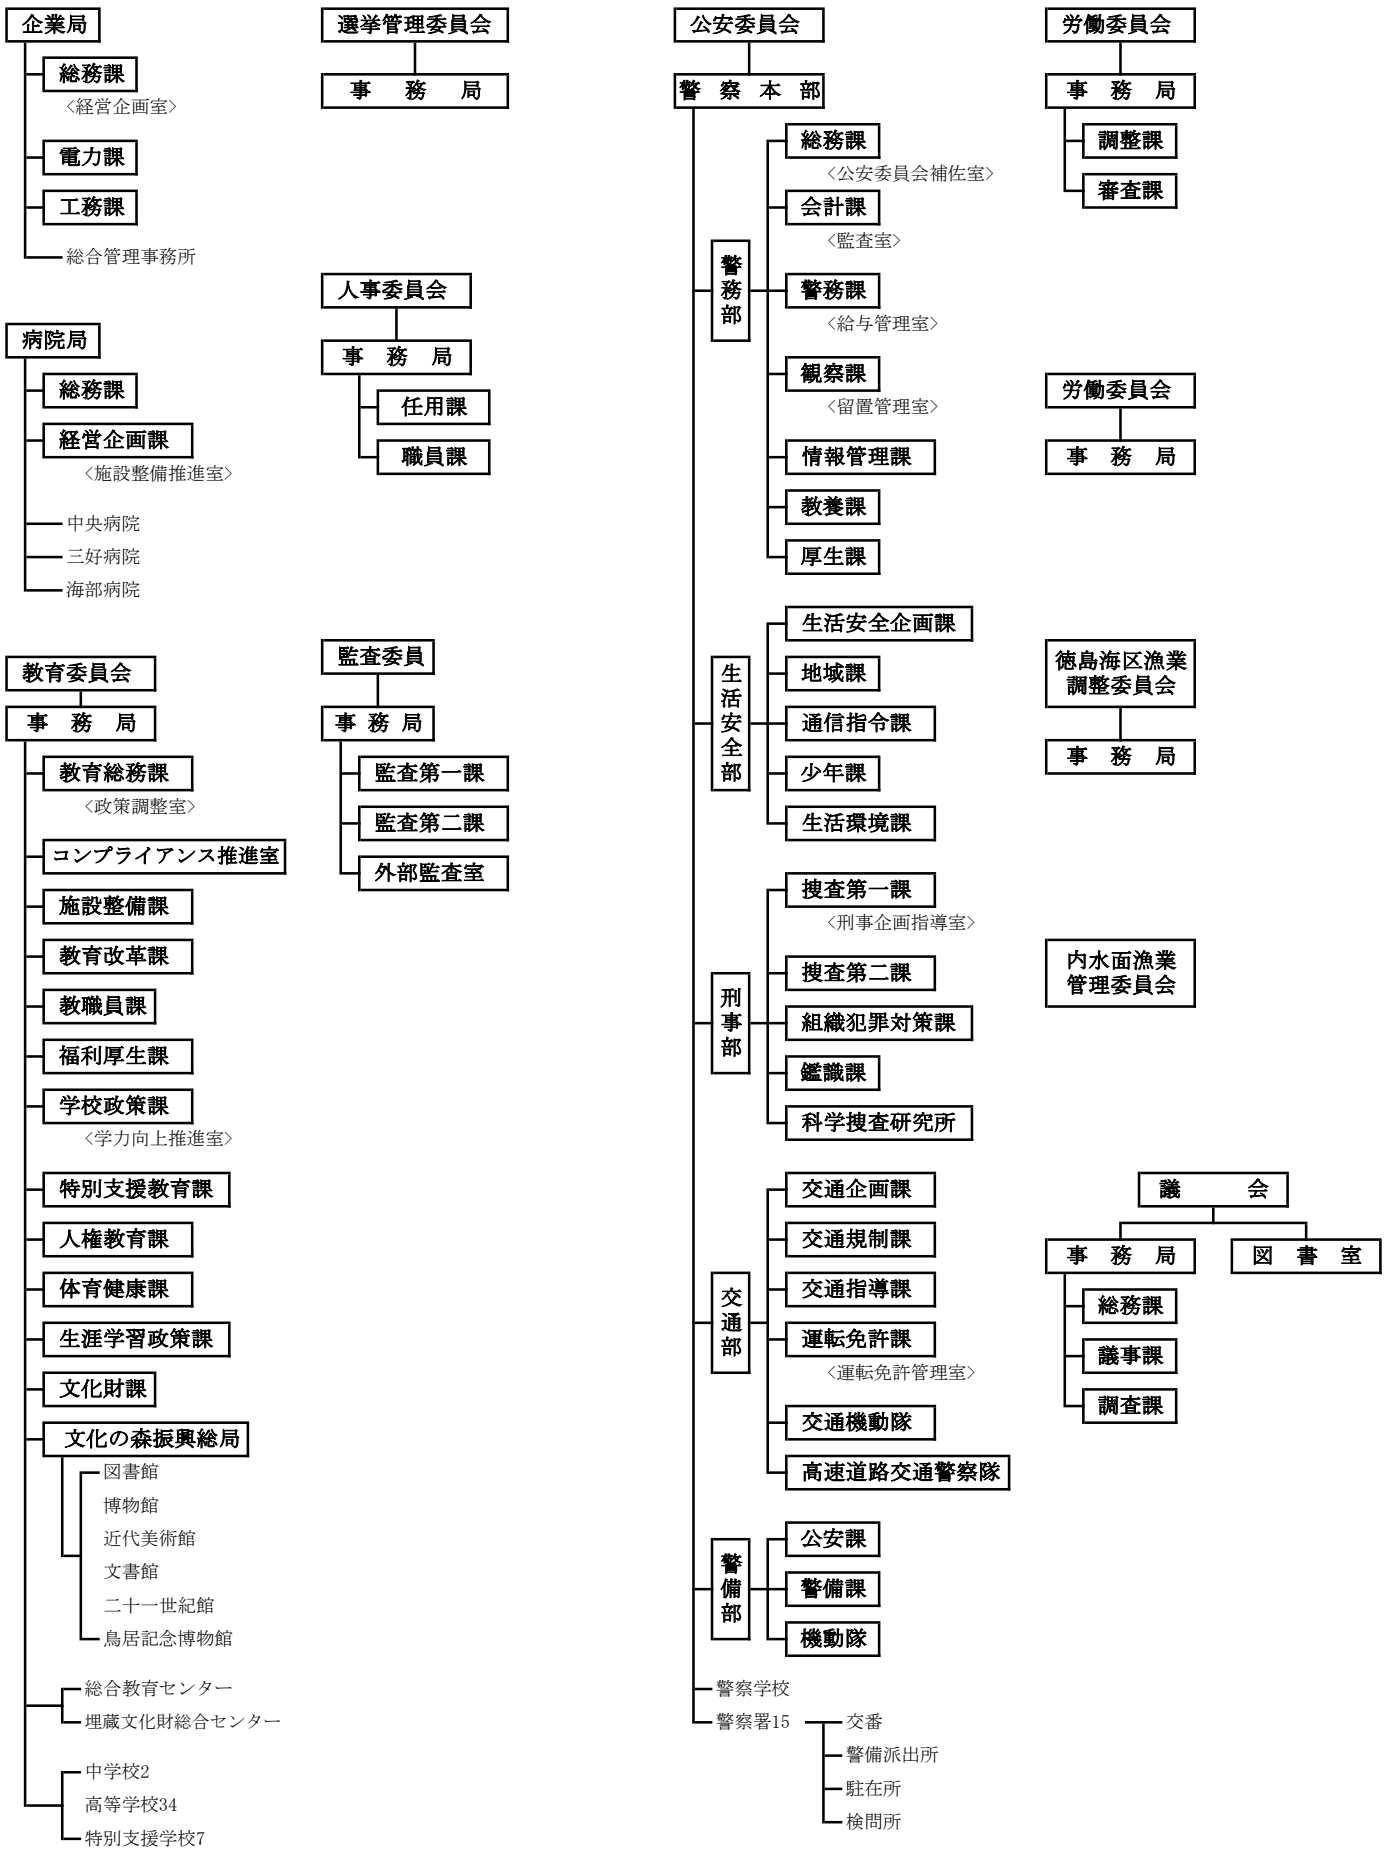 企業局
総務課
〈経営企画室〉
電力課
工務課
総合管理事務所
病院局
総務課
経営企画課
〈施設整備推進室〉
中央病院
三好病院
海部病院
教育委員会
事務局
教育総務課
〈政策調整室〉
コンプライアンス推進室
施設整備課
教育改革課
教職員課
福利厚生課
学校政策課
〈学力向上推進室〉
特別支援教育課
人権教育課
体育健康課
生涯学習政策課
文化財課
文化の森振興総局
図書館
博物館
近代美術館
文書館
二十一世紀館
鳥居記念博物館
総合教育センター
埋蔵文化財総合センター
中学校2
高等学校34
特別支援学校7
選挙管理委員会
事務局
人事委員会
事務局
任用課
職員課
監査委員
事務局
監査第一課
監査第二課
外部監査室
公安委員会
警察本部
警務部
総務課
〈公安委員会補佐室〉
会計課
〈監査室〉
警務課
〈給与管理室〉
観察課
〈留置管理室〉
情報管理課
教養課
厚生課
生活安全部
生活安全企画課
地域課
通信指令課
少年課
生活環境課
刑事部
捜査第一課
〈刑事企画指導室〉
捜査第二課
組織犯罪対策課
鑑識課
科学捜査研究所
交通部
交通企画課
交通規制課
交通指導課
運転免許課
〈運転免許管理室〉
交通機動隊
高速道路交通警察隊
警備部
公安課
警備課
機動隊
警察学校
警察署15
交番
警備派出所
駐在所
検問所
労働委員会
事務局
調整課
審査課
労働委員会
事務局
徳島海区漁業
調整委員会
事務局
内水面漁業
管理委員会
議会
事務局
図書室
総務課
議事課
調査課